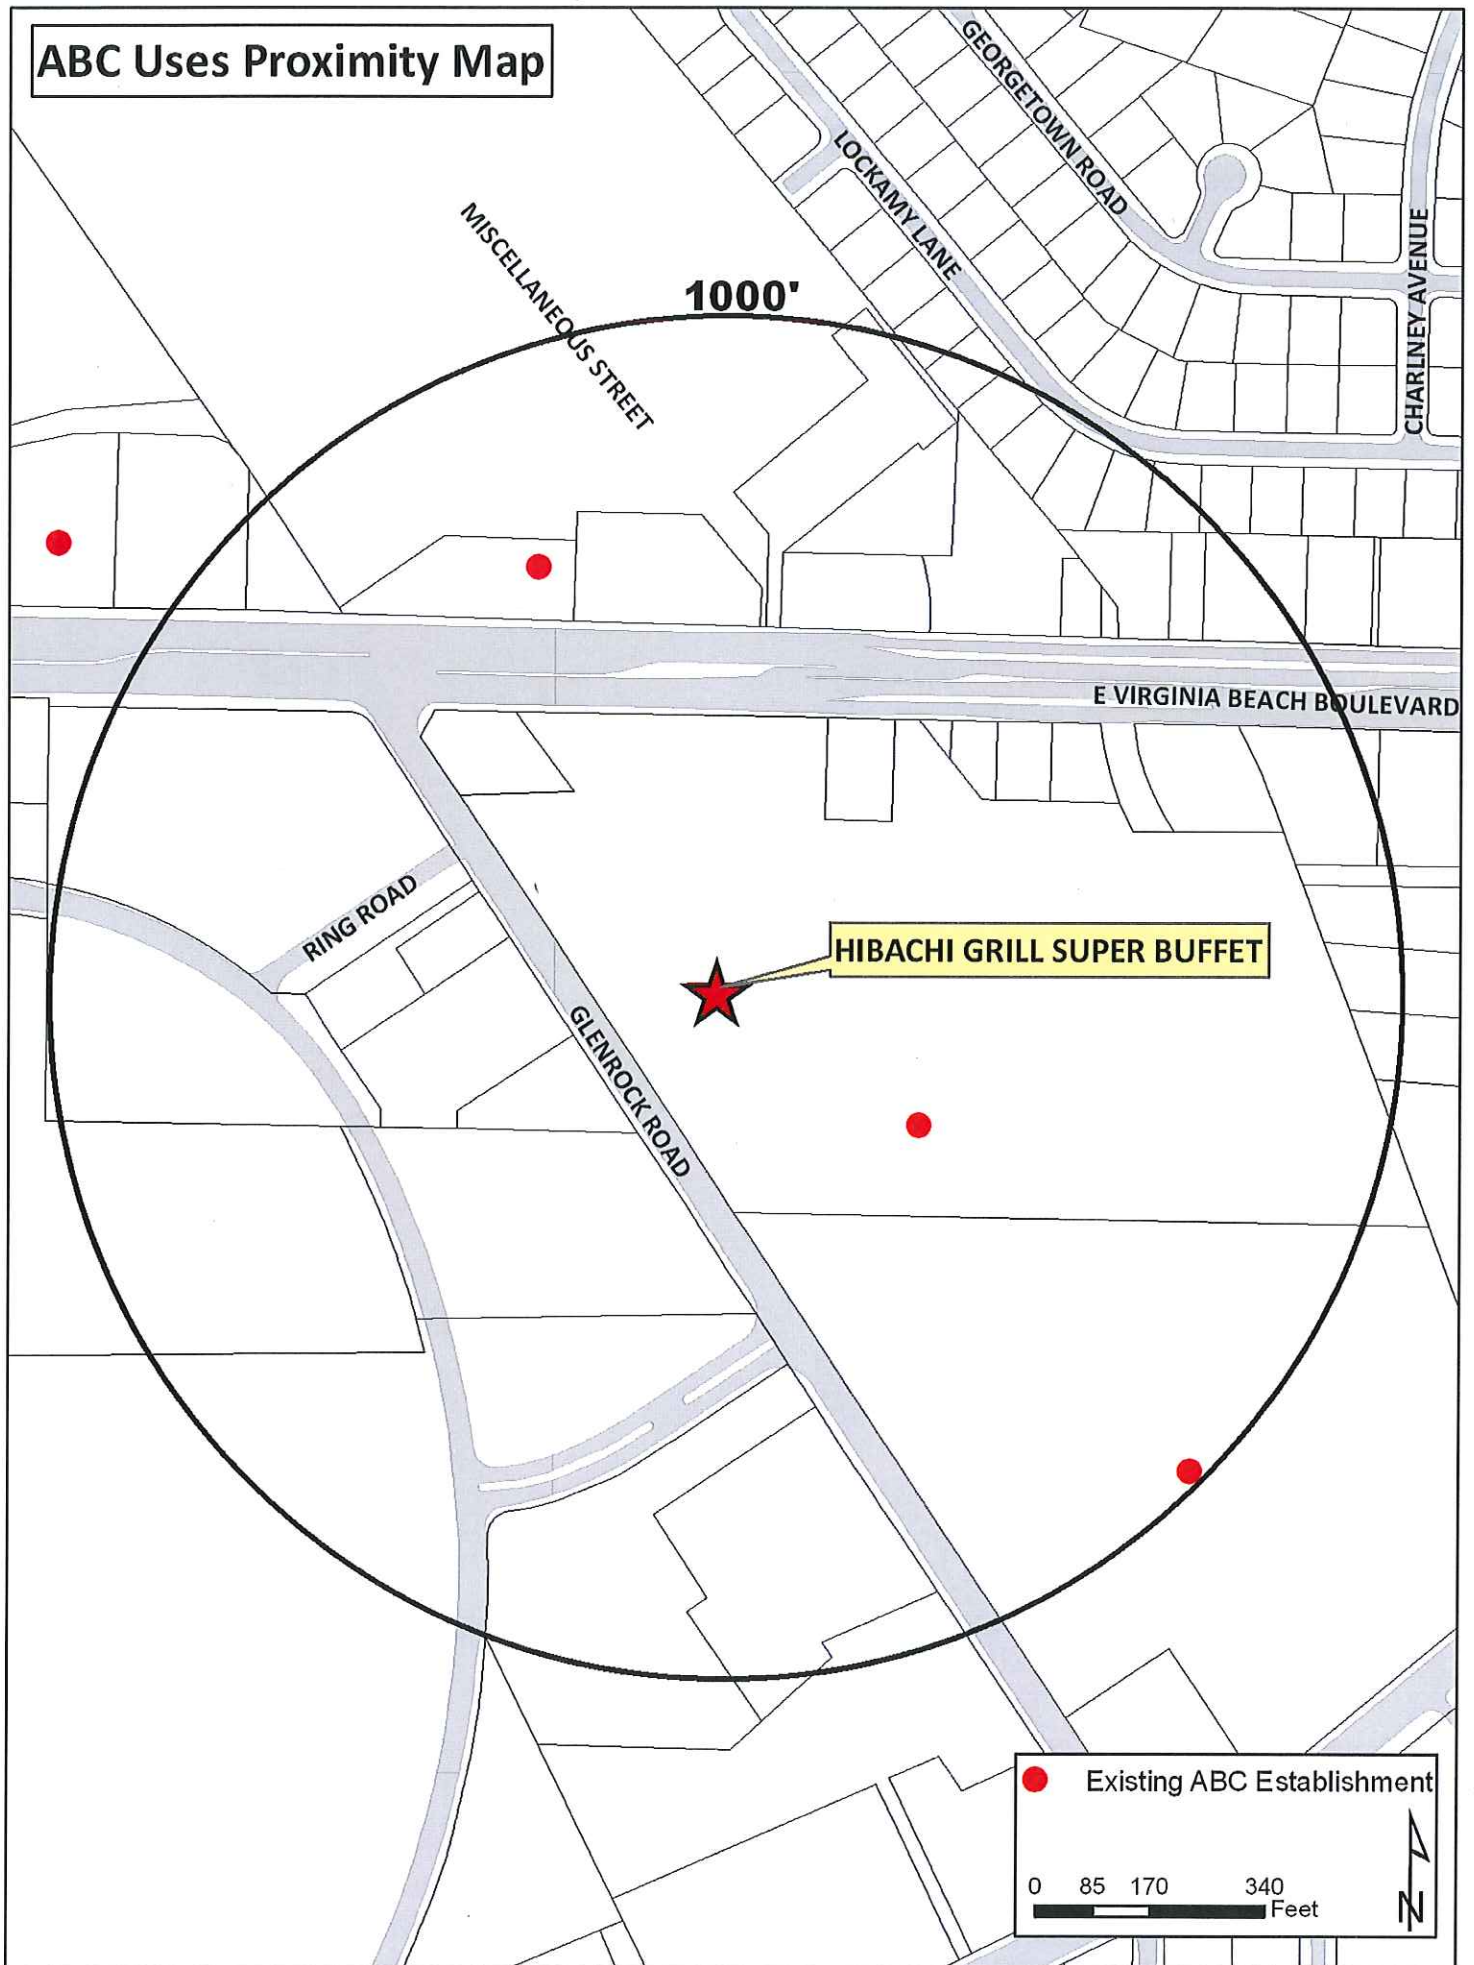 ABC Uses Proximity Map
GEORGETOWN ROAD
LOCKAMY LANE
CHARLNEY AVENUE
MISCELLANEOUS STREET
1000'
E VIRGINIA BEACH BOULEVARD
RING ROAD
HIBACHI GRILL SUPER BUFFET
GLENROCK ROAD
Existing ABC Establishment
0 85 170 340
Feet
N